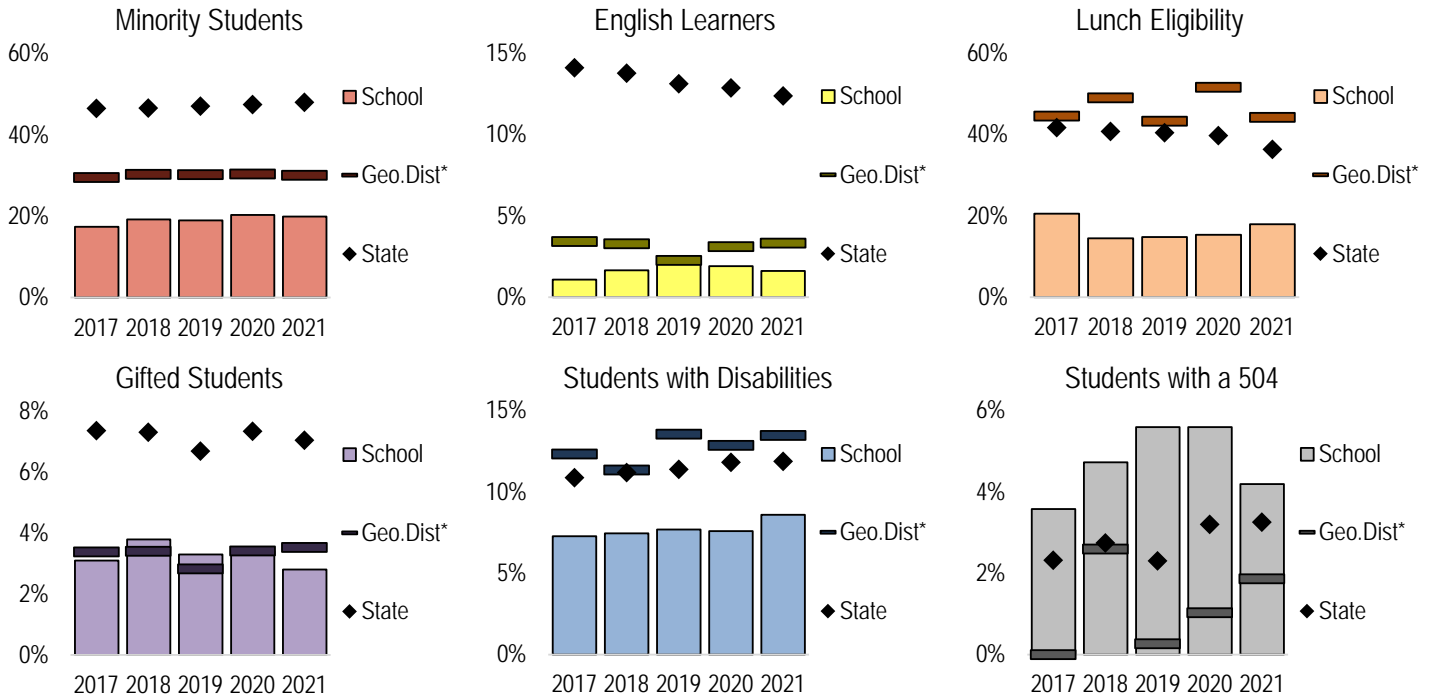 Minority Students
60%
40%
20%
0%
2017 2018 2019 2020 2021
School
Geo.Dist*
State
English Learners
15%
10%
5%
0%
2017 2018 2019 2020 2021
School
Geo.Dist*
State
Lunch Eligibility
60%
40%
20%
0%
2017 2018 2019 2020 2021
School
Geo.Dist*
State
Gifted Students
8%
6%
4%
2%
0%
2017 2018 2019 2020 2021
School
Geo.Dist*
State
Students with Disabilities
15%
10%
5%
0%
2017 2018 2019 2020 2021
School
Geo.Dist*
State
Students with a 504
6%
4%
2%
0%
2017 2018 2019 2020 2021
School
Geo.Dist*
State